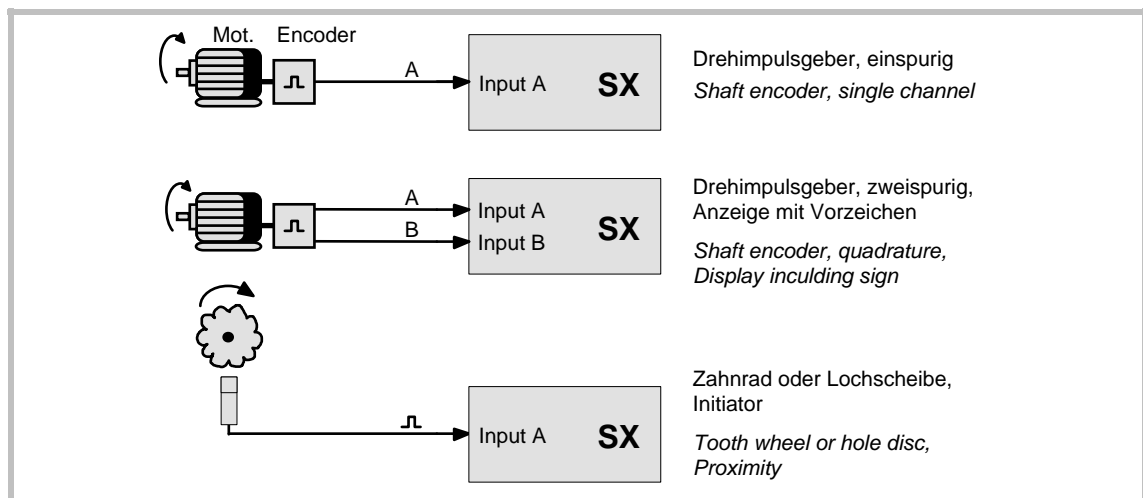 Mot. Encoder
A
Input A SX
Drehimpulsgeber, einspurig
Shaft encoder, single channel
A
B
Input A
Input B
SX
Drehimpulsgeber, zweispurig,
Anzeige mit Vorzeichen
Shaft encoder, quadrature,
Display inculding sign
Input A SX
Zahnrad oder Lochscheibe,
Initiator
Tooth wheel or hole disc,
Proximity